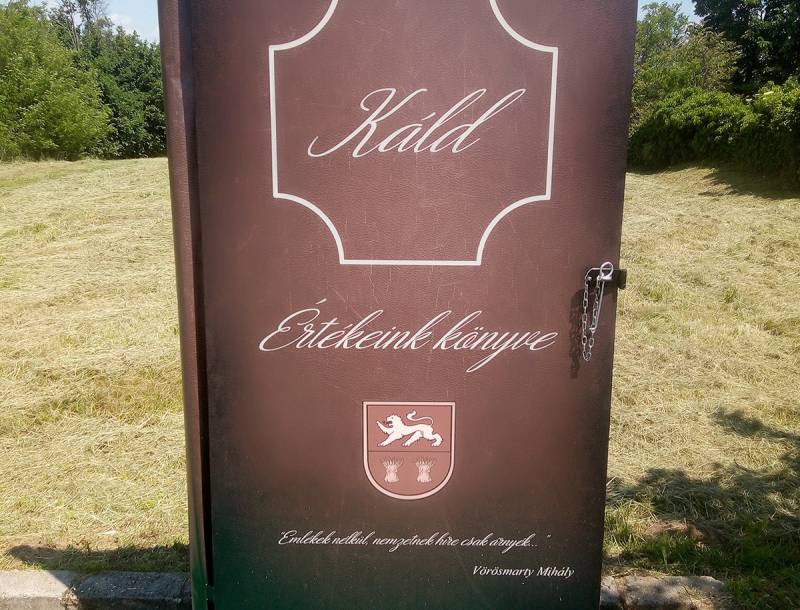 Káld
Értékeink könyve
"Emlékek nélkül, nemzetnek híre csak árnyék..."
Vörösmarty Mihály